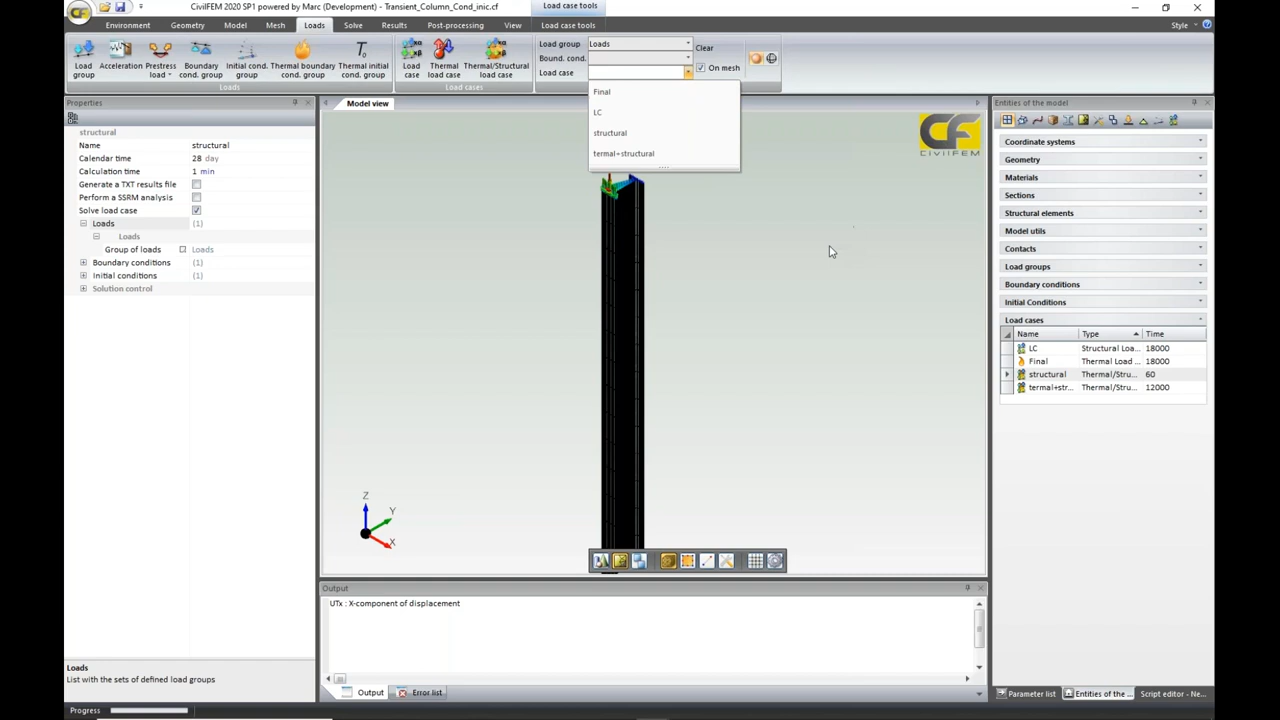 CivilFEM 2020 SP1 powered by Marc (Development) - Transient_Column_Cond_inic.cf
Load case tools
Environment Geometry Model Mesh Loads Solve Results Post-processing View Load case tools
Style
Load group
Acceleration
Prestress load
Boundary cond. group
Initial cond. group
Thermal boundary cond. group
Thermal initial cond. group
Loads
Load case
Thermal load case
Thermal/Structural load case
Load cases
Load group Loads
Bound. cond.
Load case
Clear
On mesh
Final
LC
structural
termal+structural
Properties
structural
Name structural
Calendar time 28 day
Calculation time 1 min
Generate a TXT results file
Perform a SSRM analysis
Solve load case
Loads (1)
Loads
Group of loads Loads
Boundary conditions (1)
Initial conditions (1)
Solution control
Loads
List with the sets of defined load groups
Progress
Model view
CF
CIVILFEM
Z
Y
X
Output
UTx : X-component of displacement
Output Error list
Entities of the model
Coordinate systems
Geometry
Materials
Sections
Structural elements
Model utils
Contacts
Load groups
Boundary conditions
Initial Conditions
Load cases
Name Type Time
LC Structural Loa... 18000
Final Thermal Load ... 18000
structural Thermal/Stru... 60
termal+str... Thermal/Stru... 12000
Parameter list Entities of the... Script editor - Ne...